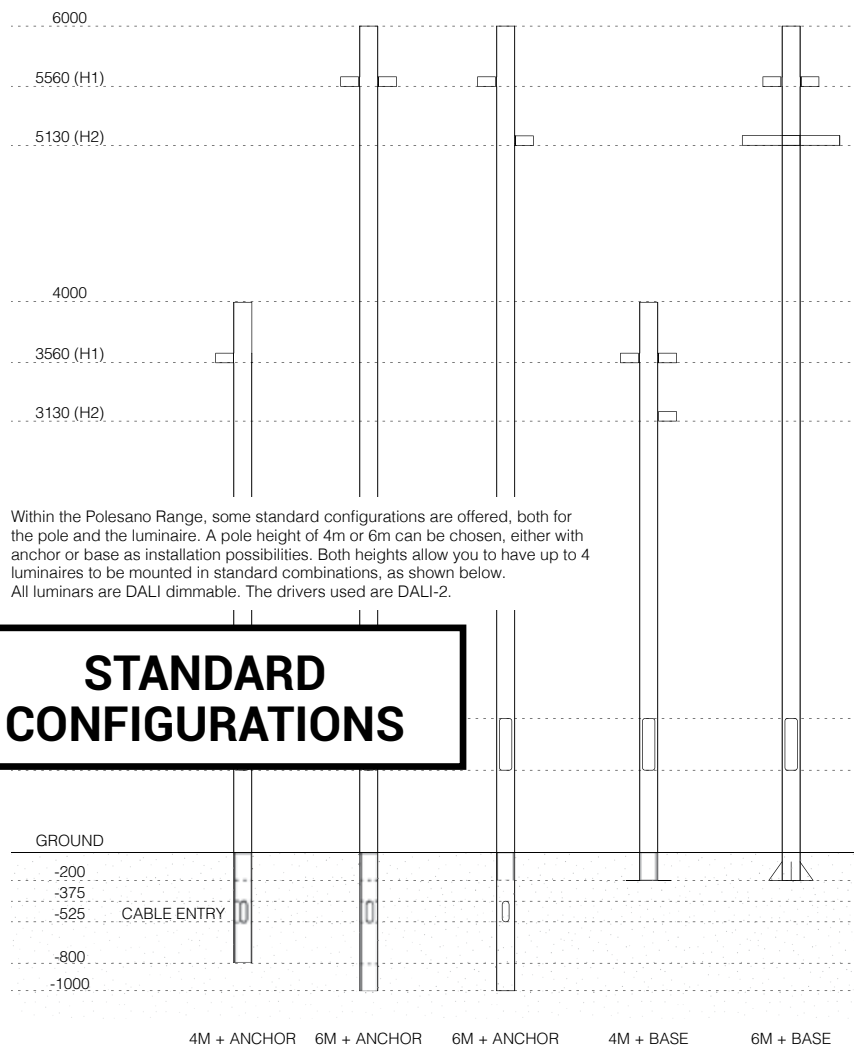 6000
5560 (H1)
5130 (H2)
4000
3560 (H1)
3130 (H2)
Within the Polesano Range, some standard configurations are offered, both for
the pole and the luminaire. A pole height of 4m or 6m can be chosen, either with
anchor or base as installation possibilities. Both heights allow you to have up to 4
luminaires to be mounted in standard combinations, as shown below.
All luminars are DALI dimmable. The drivers used are DALI-2.
STANDARD
CONFIGURATIONS
GROUND
-200
-375
-525
CABLE ENTRY
-800
-1000
4M + ANCHOR 6M + ANCHOR 6M + ANCHOR 4M + BASE 6M + BASE